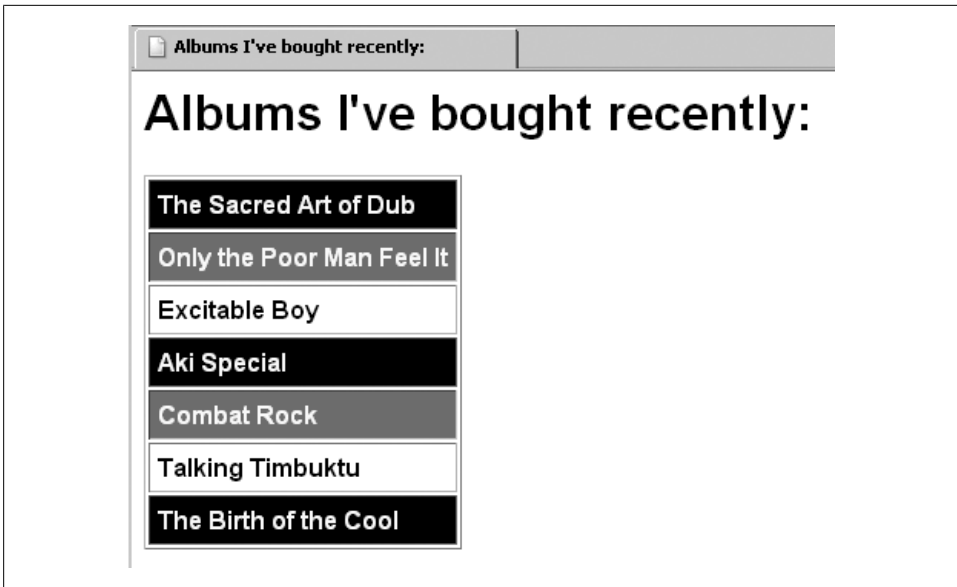 Albums I've bought recently:
Albums I've bought recently:
The Sacred Art of Dub
Only the Poor Man Feel It
Excitable Boy
Aki Special
Combat Rock
Talking Timbuktu
The Birth of the Cool